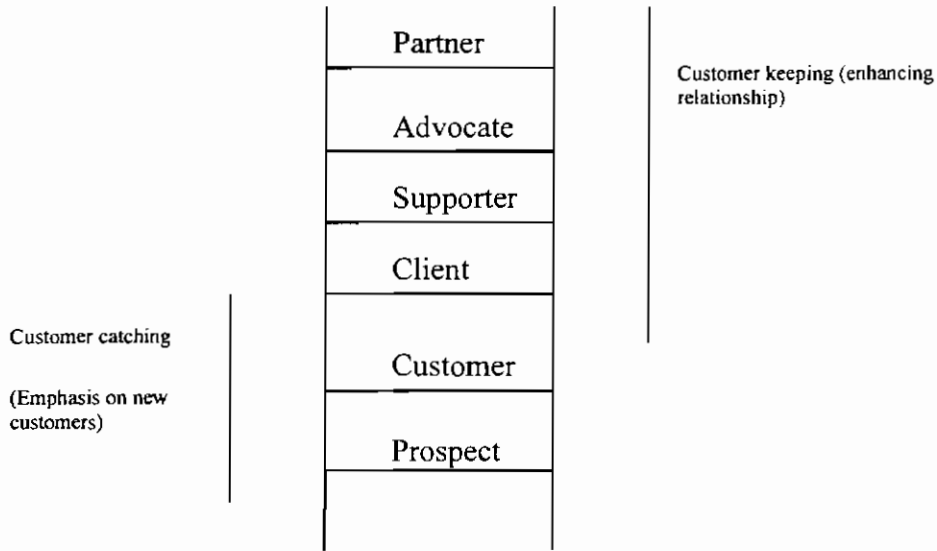 Partner
Customer keeping (enhancing
relationship)
Advocate
Supporter
Client
Customer catching
Customer
(Emphasis on new
customers)
Prospect